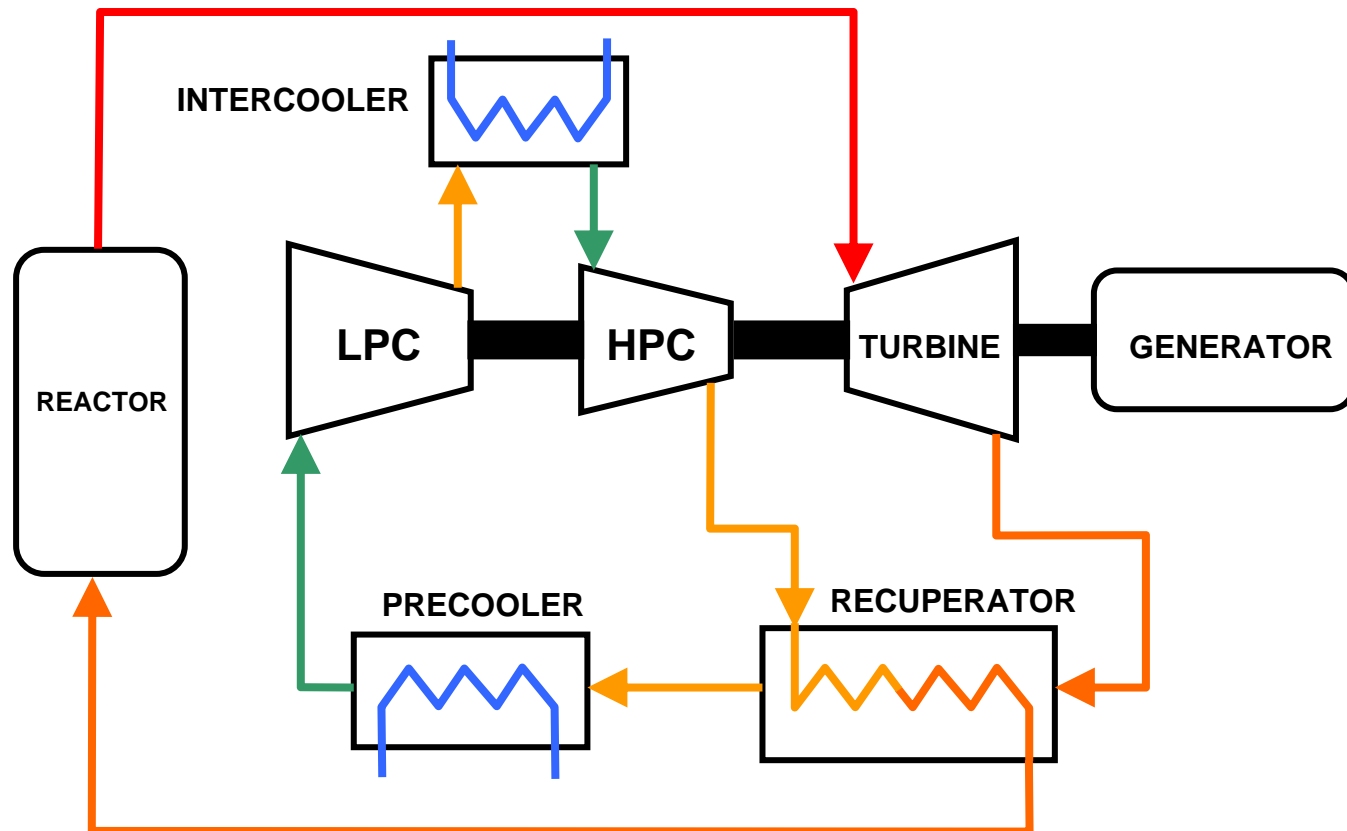 INTERCOOLER
LPC
HPC
TURBINE
GENERATOR
REACTOR
PRECOOLER
RECUPERATOR